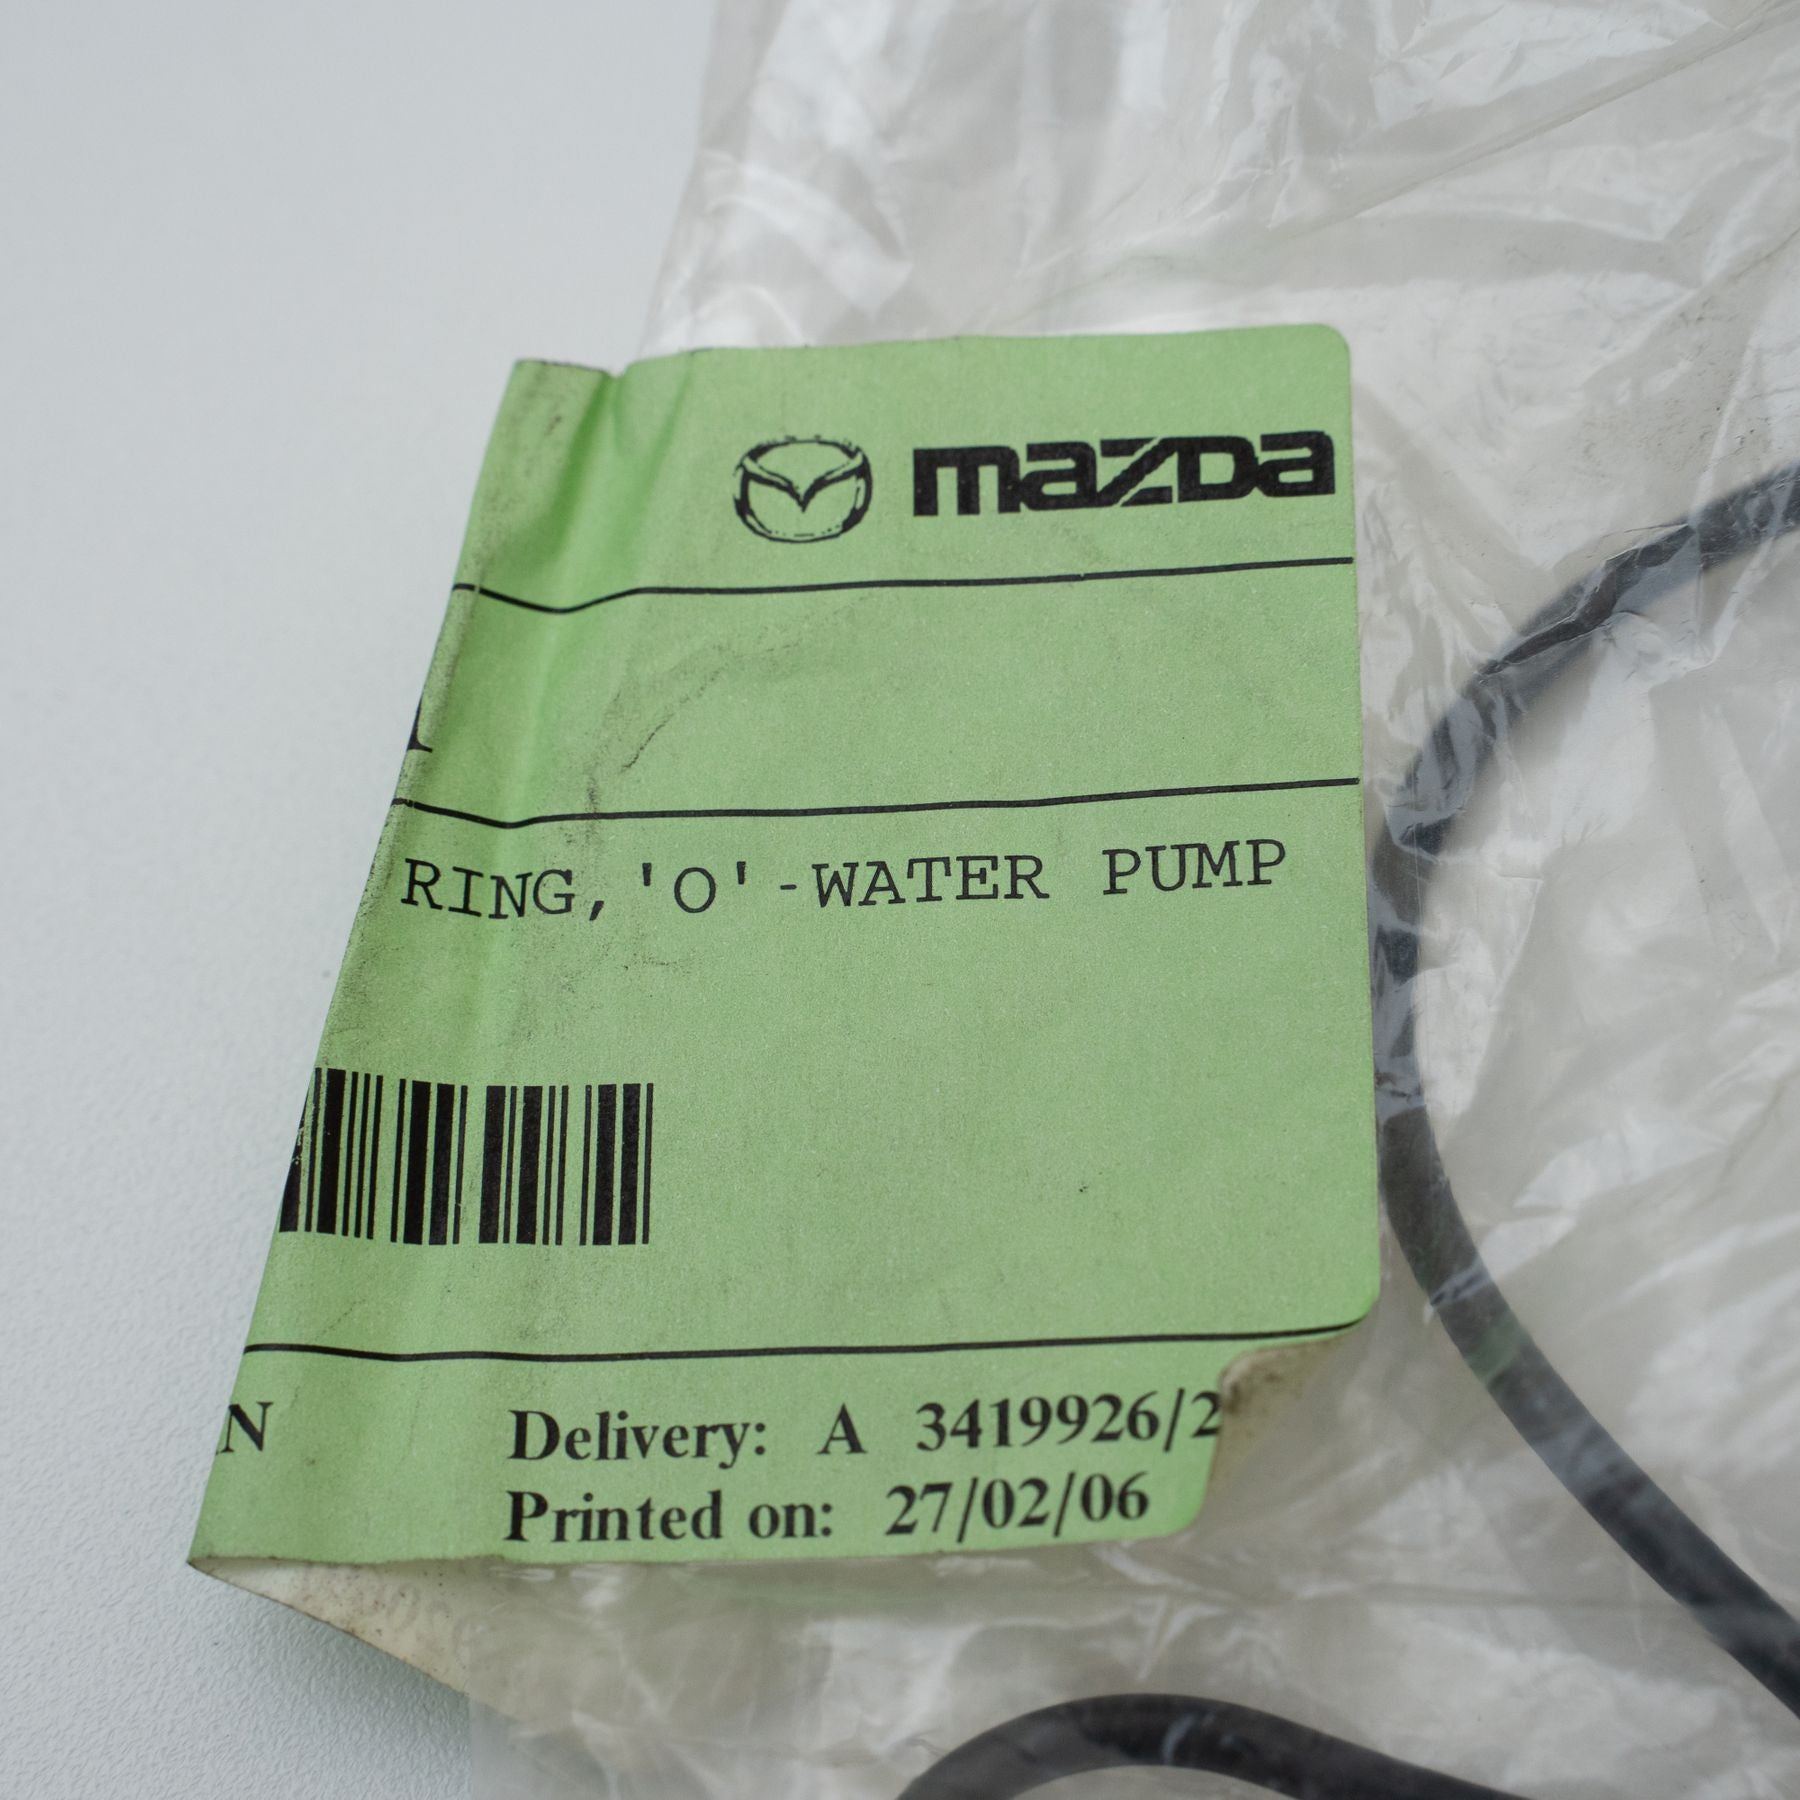 mazda
RING, 'O'-WATER PUMP
N
Delivery: A 3419926/2
Printed on: 27/02/06